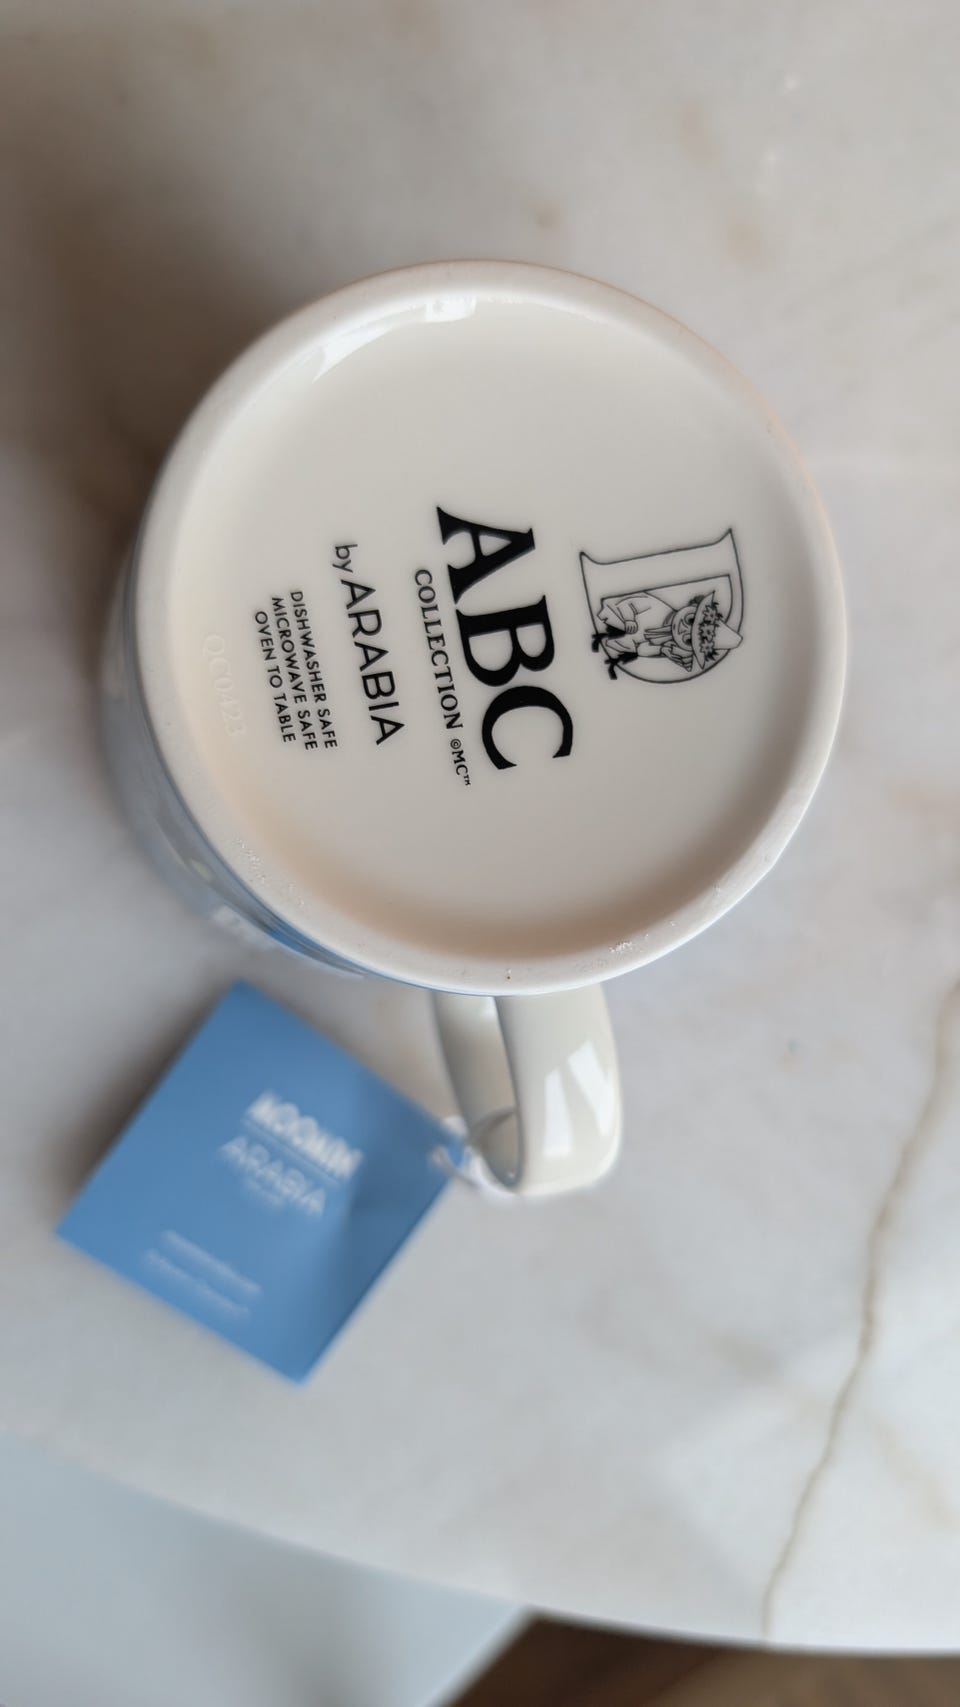 ABC
COLLECTION ©MC™
by ARABIA
DISHWASHER SAFE
MICROWAVE SAFE
OVEN TO TABLE
QC0423
MOOMIN
ARABIA